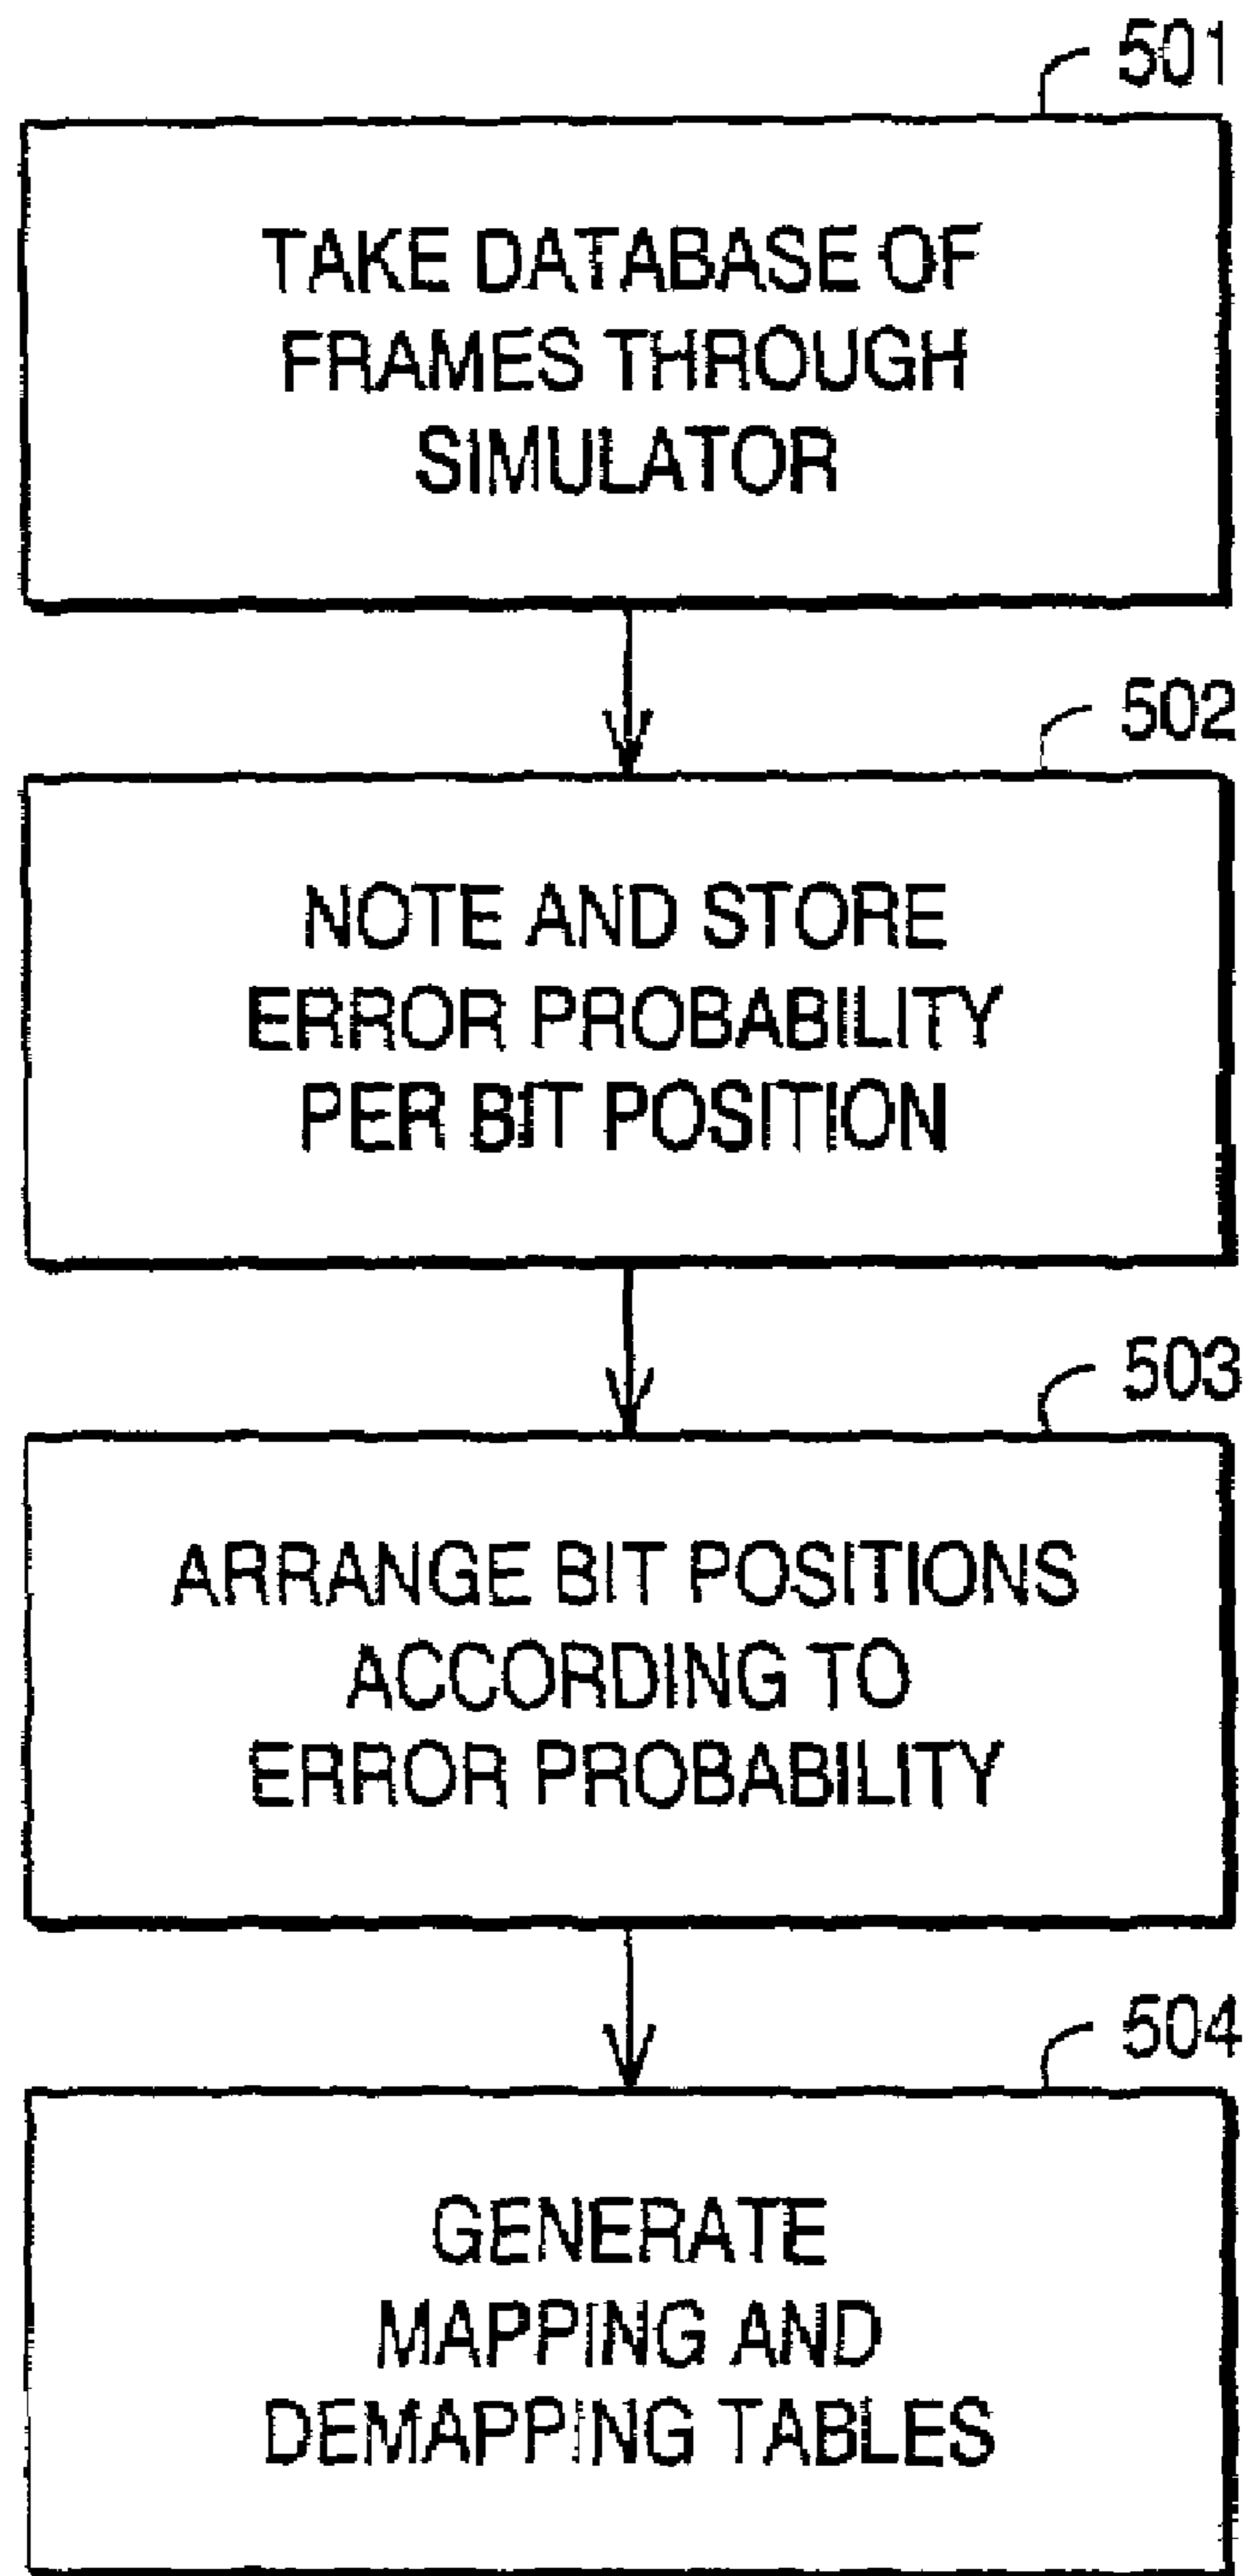 501
TAKE DATABASE OF
FRAMES THROUGH
SIMULATOR
502
NOTE AND STORE
ERROR PROBABILITY
PER BIT POSITION
503
ARRANGE BIT POSITIONS
ACCORDING TO
ERROR PROBABILITY
504
GENERATE
MAPPING AND
DEMAPPING TABLES